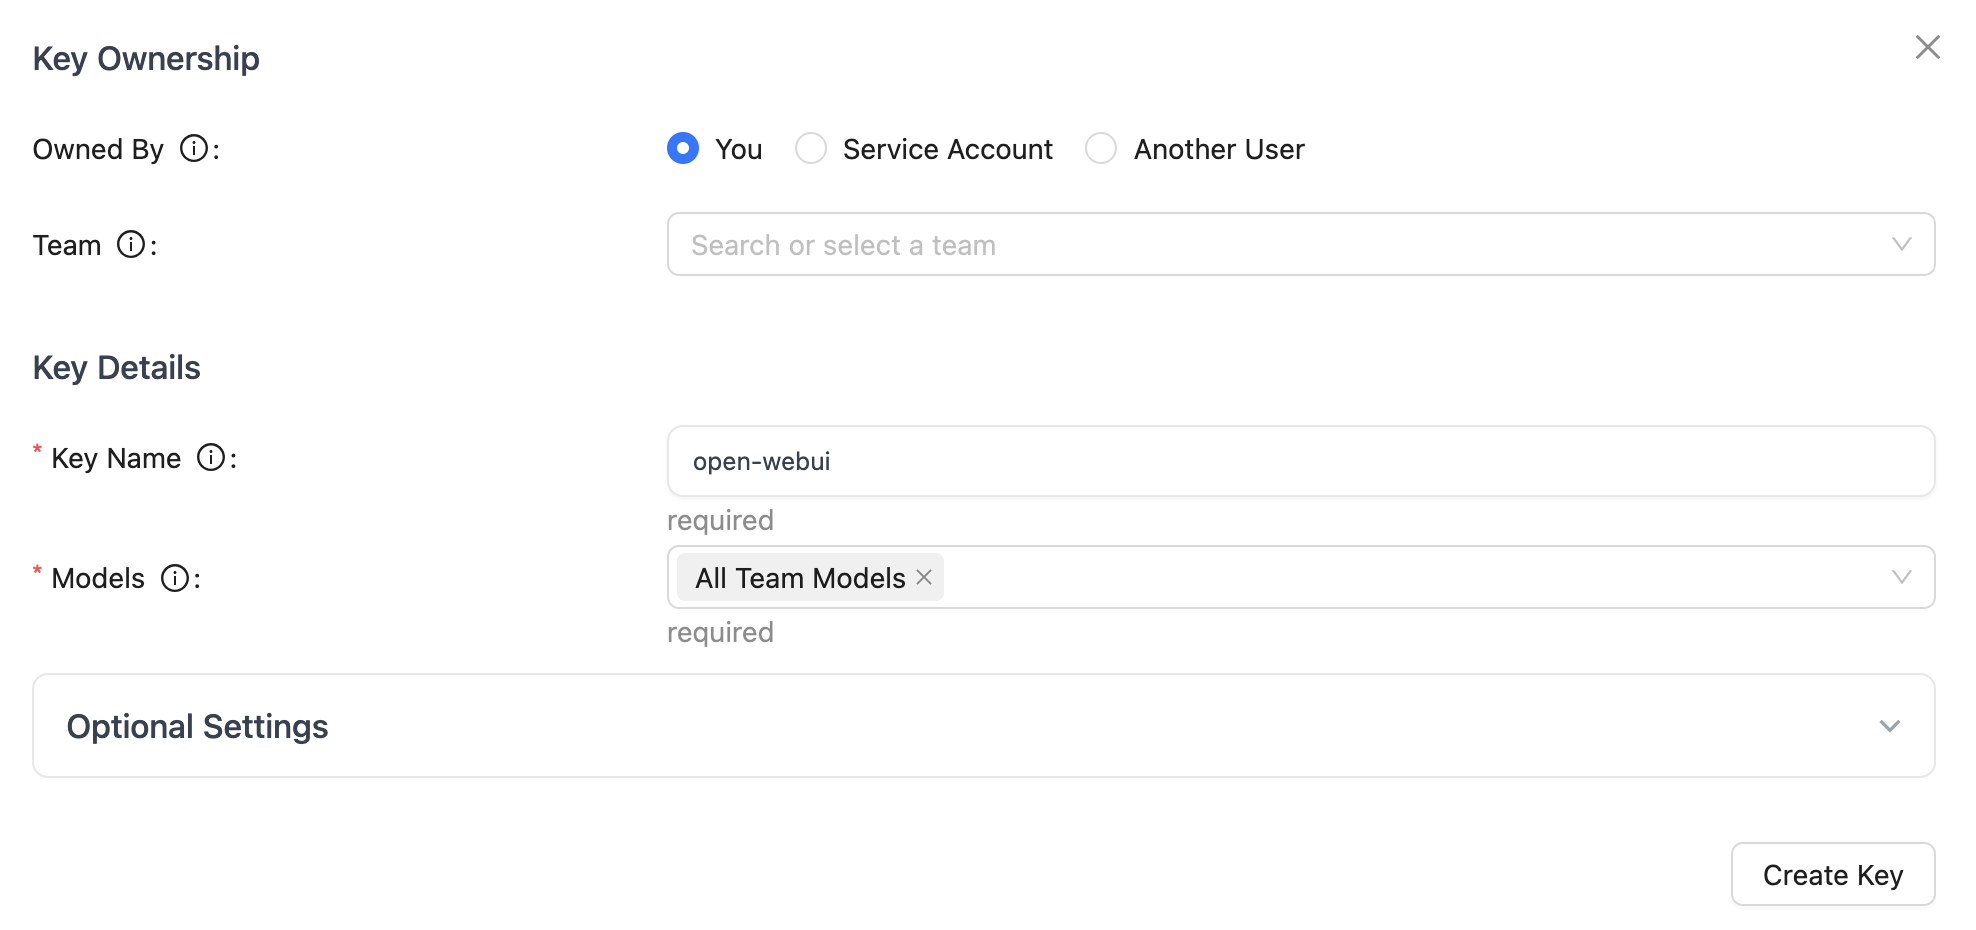 Key Ownership
Owned By :
You Service Account Another User
Team :
Search or select a team
Key Details
* Key Name :
open-webui
required
* Models :
All Team Models
required
Optional Settings
Create Key